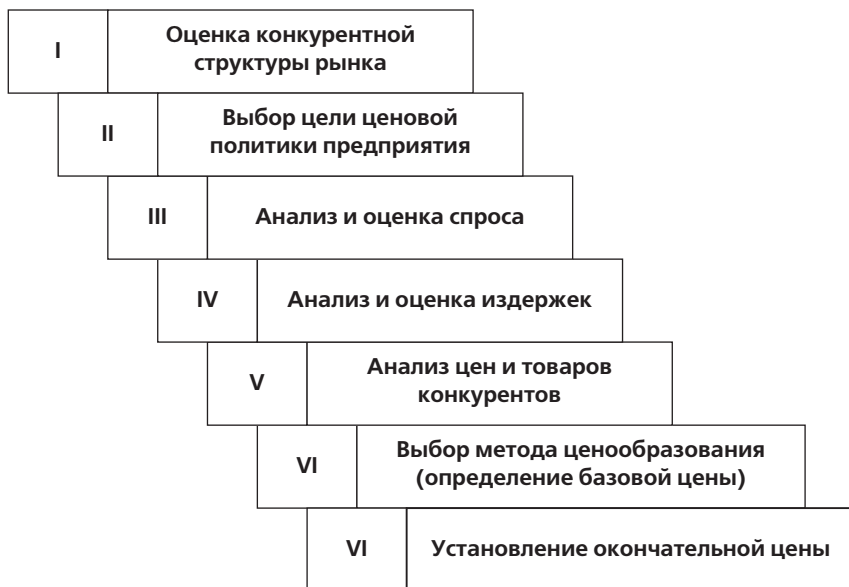 I
Оценка конкурентной
структуры рынка
II
Выбор цели ценовой
политики предприятия
III
Анализ и оценка спроса
IV
Анализ и оценка издержек
V
Анализ цен и товаров
конкурентов
VI
Выбор метода ценообразования
(определение базовой цены)
VI
Установление окончательной цены